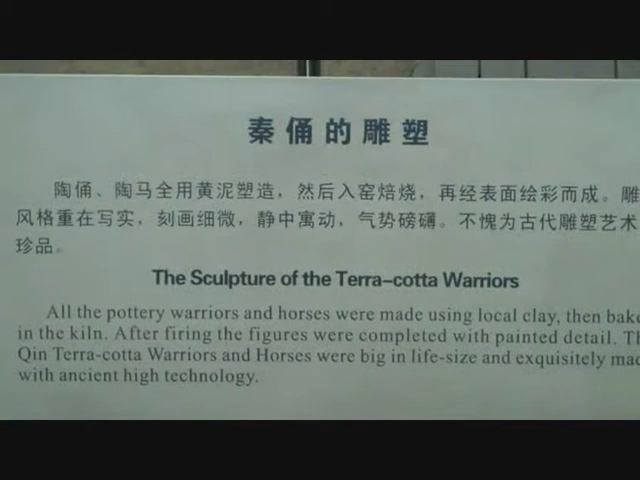 秦俑的雕塑
陶俑、陶马全用黄泥塑造，然后入窑焙烧，再经表面绘彩而成。雕
风格重在写实，刻画细微，静中寓动，气势磅礴。不愧为古代雕塑艺术
珍品。
The Sculpture of the Terra-cotta Warriors
All the pottery warriors and horses were made using local clay, then bake
in the kiln. After firing the figures were completed with painted detail. Th
Qin Terra-cotta Warriors and Horses were big in life-size and exquisitely mad
with ancient high technology.